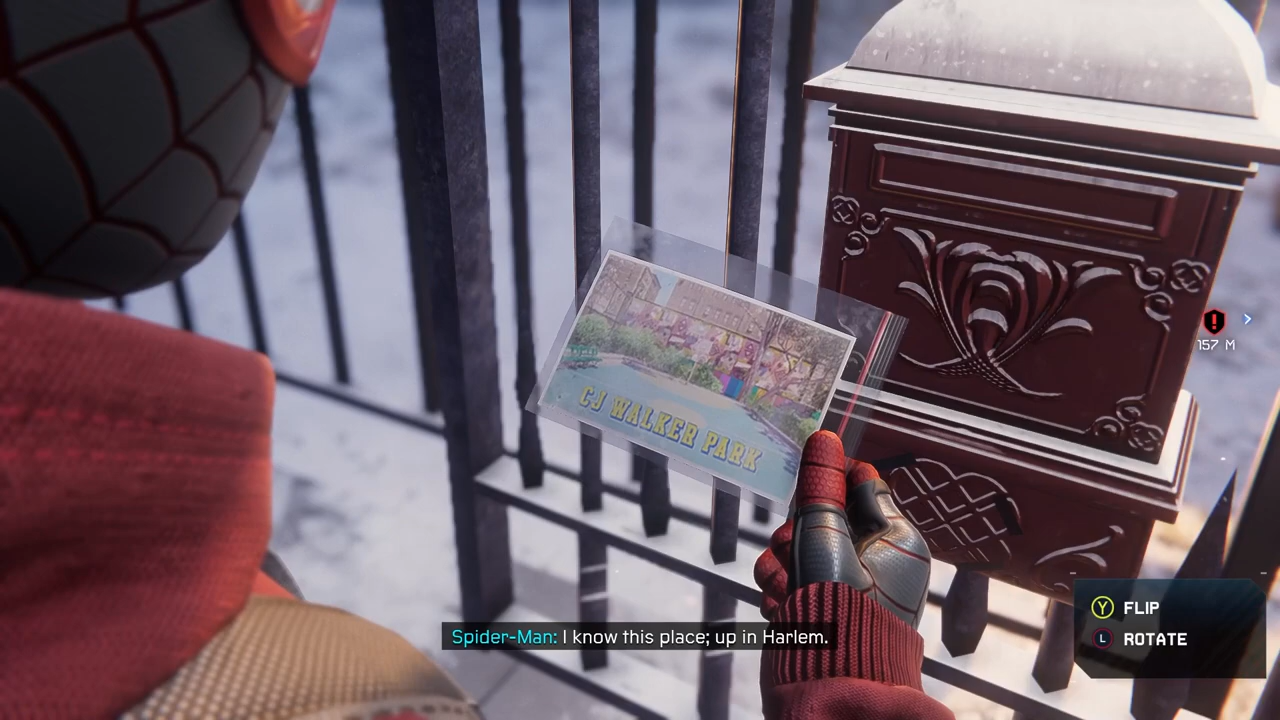 CJ WALKER PARK
157 M
Y FLIP
L ROTATE
Spider-Man: I know this place; up in Harlem.